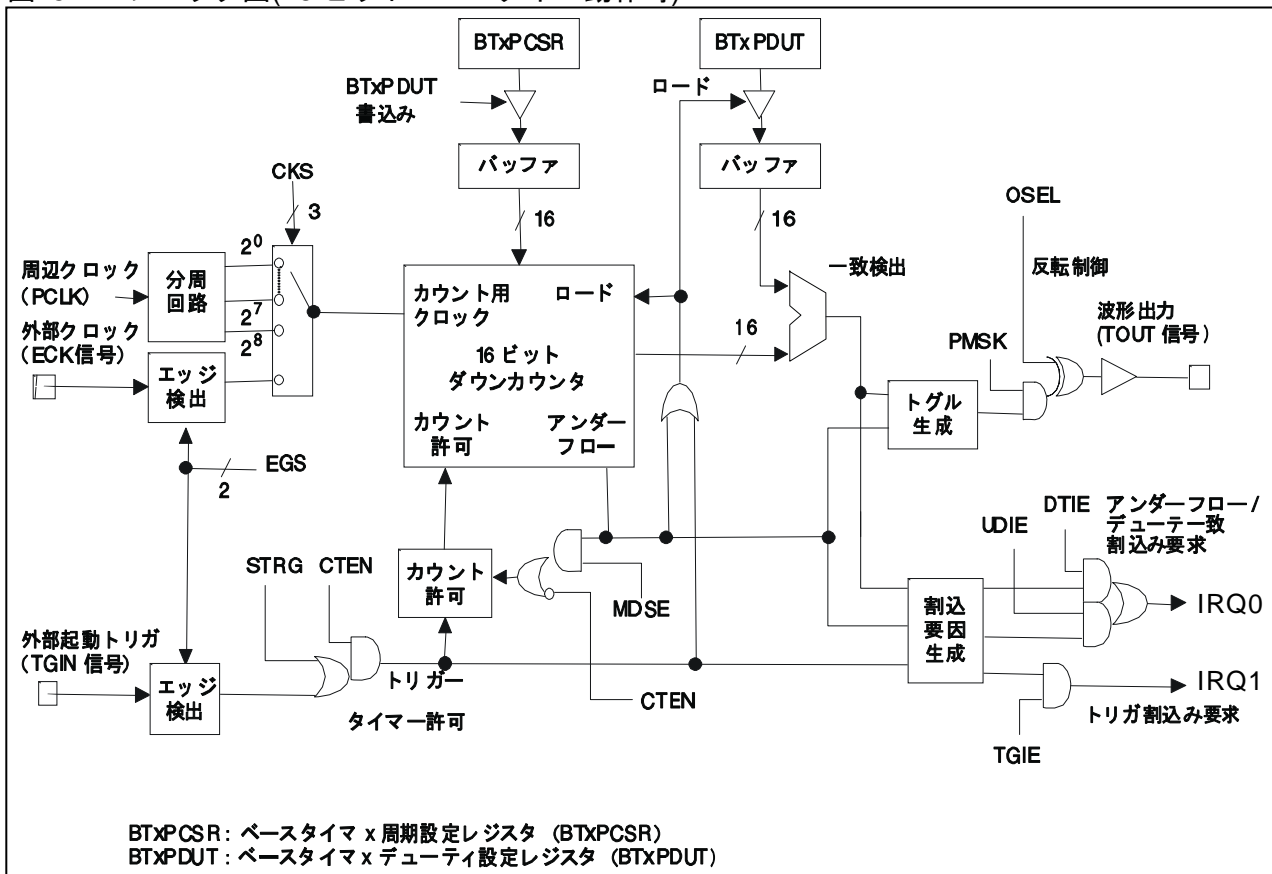 BTxPCSR
BTxPDUT
BTxPDUT
書込み
ロード
バッファ
バッファ
CKS
3
16
16
OSEL
2⁰
周辺クロック
(PCLK)
分周
回路
2⁷
外部クロック
(ECK信号)
2⁸
エッジ
検出
カウント用
クロック
ロード
16 ビット
ダウンカウンタ
カウント
許可
アンダー
フロー
16
一致検出
反転制御
波形出力
(TOUT 信号)
PMSK
トグル
生成
EGS
2
DTIE
アンダーフロー/
デューテ一致
割込み要求
UDIE
STRG
CTEN
カウント
許可
MDSE
割込
要因
生成
IRQ0
外部起動トリガ
(TGIN 信号)
エッジ
検出
トリガー
タイマー許可
CTEN
IRQ1
トリガ割込み要求
TGIE
BTxPCSR : ベースタイマ x 周期設定レジスタ (BTxPCSR)
BTxPDUT : ベースタイマ x デューティ設定レジスタ (BTxPDUT)